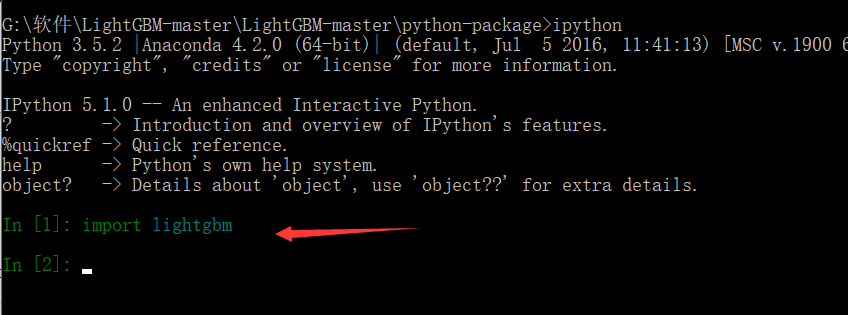 G:\软件\LightGBM-master\LightGBM-master\python-package>ipython
Python 3.5.2 |Anaconda 4.2.0 (64-bit)| (default, Jul  5 2016, 11:41:13) [MSC v.1900 6
Type "copyright", "credits" or "license" for more information.
IPython 5.1.0 -- An enhanced Interactive Python.
?         -> Introduction and overview of IPython's features.
%quickref -> Quick reference.
help      -> Python's own help system.
object?   -> Details about 'object', use 'object??' for extra details.
In [1]: import lightgbm
In [2]: